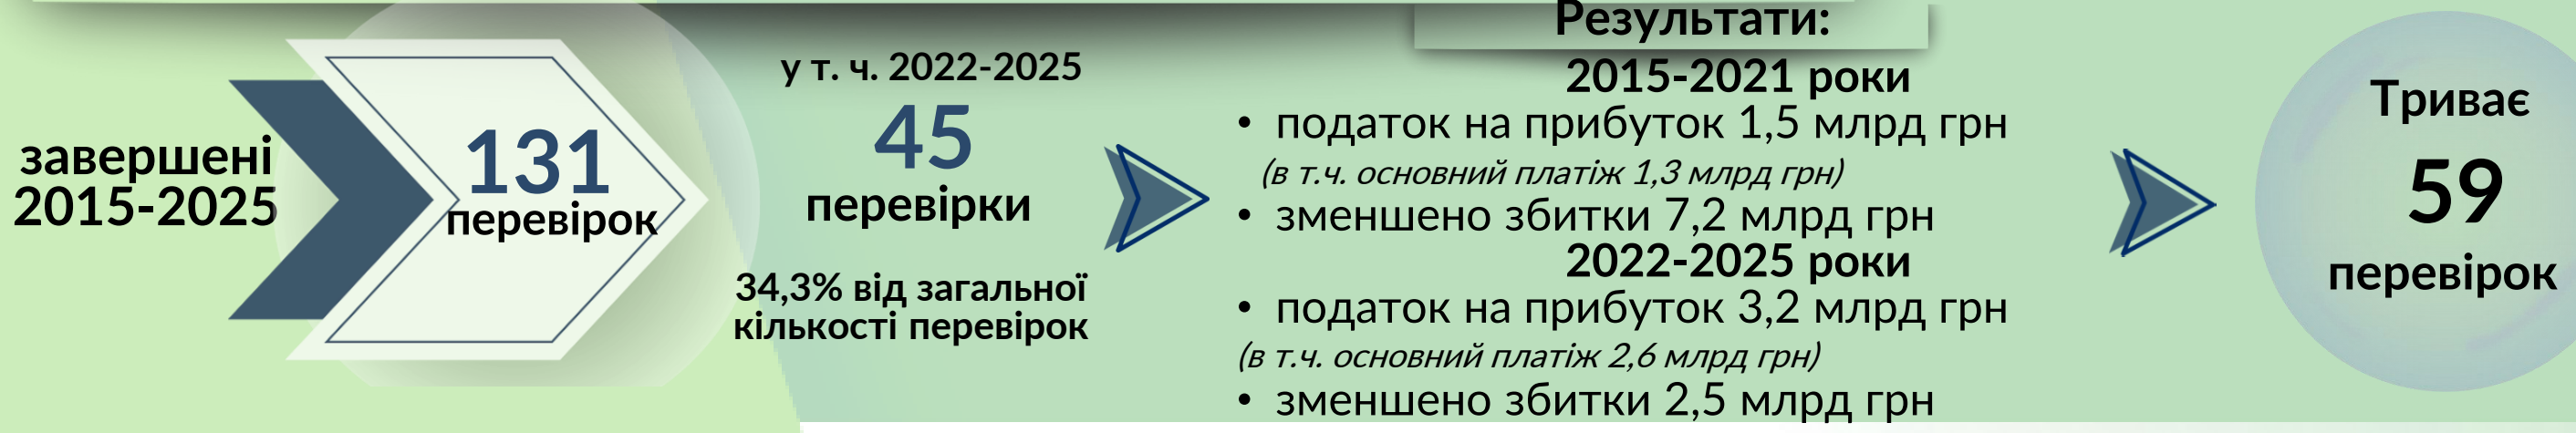 завершені
2015-2025
131
перевірок
у т. ч. 2022-2025
45
перевірки
34,3% від загальної
кількості перевірок
Результати:
2015-2021 роки
• податок на прибуток 1,5 млрд грн
(в т.ч. основний платіж 1,3 млрд грн)
• зменшено збитки 7,2 млрд грн
2022-2025 роки
• податок на прибуток 3,2 млрд грн
(в т.ч. основний платіж 2,6 млрд грн)
• зменшено збитки 2,5 млрд грн
Триває
59
перевірок